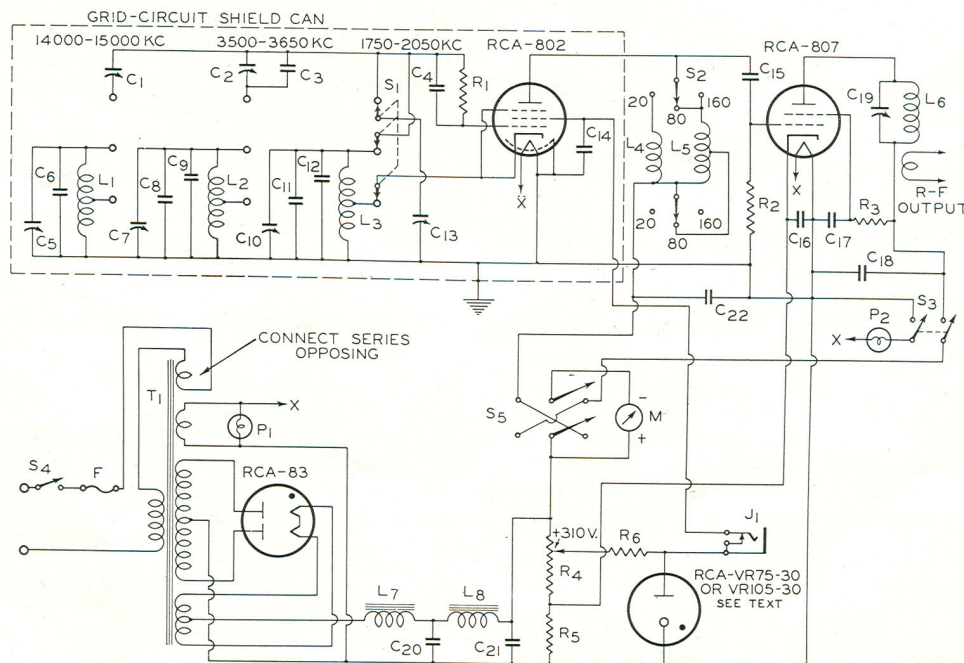 GRID-CIRCUIT SHIELD CAN
14000-15000 KC
3500-3650 KC
1750-2050 KC
RCA-802
RCA-807
C1
C2
C3
S1
C4
R1
S2
C15
C19
L6
20
160
80
C14
L4
L5
C6
L1
C8
C9
L2
C11
C12
L3
X
R-F
OUTPUT
C5
C7
C10
C13
Ẍ
20
160
80
R2
C16
C17
R3
C18
C22
S3
P2
X
CONNECT SERIES
OPPOSING
T1
X
P1
S5
-
-
M
+
S4
F
RCA-83
+310 V.
R6
J1
R4
RCA-VR75-30
OR VR105-30
SEE TEXT
L7
L8
R5
C20
C21